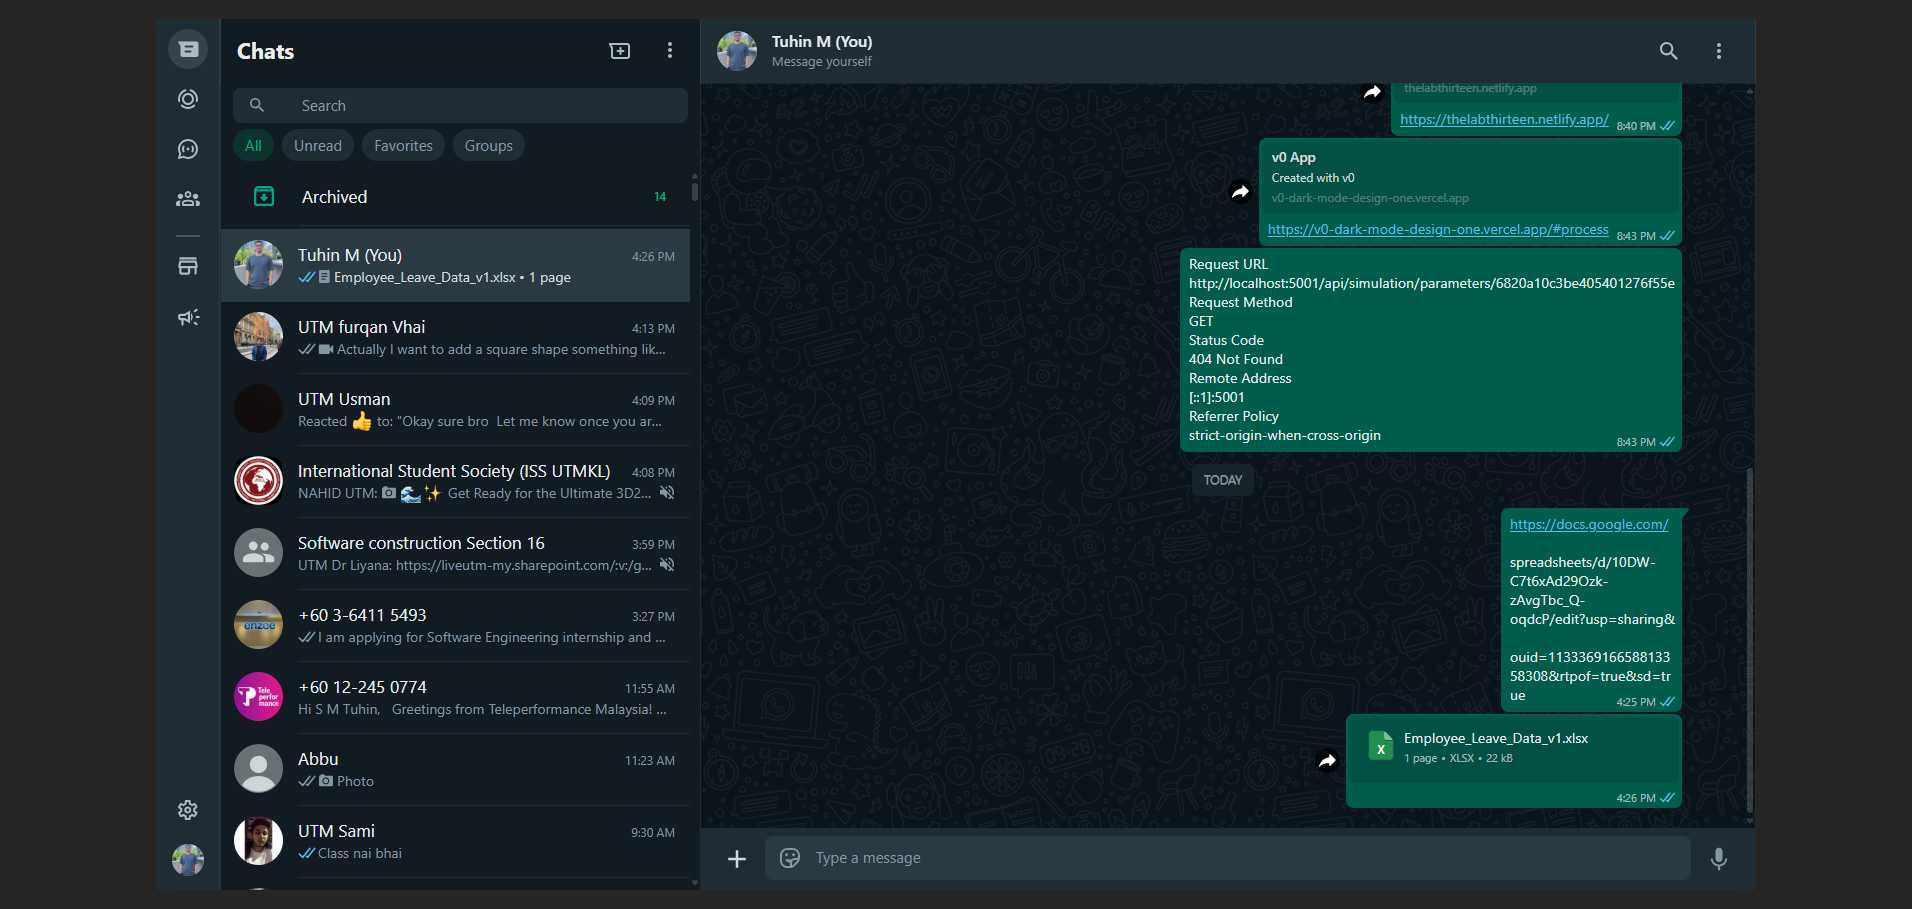 Chats
Search
All
Unread
Favorites
Groups
Archived
14
Tuhin M (You)
4:26 PM
Employee_Leave_Data_v1.xlsx • 1 page
UTM furqan Vhai
4:13 PM
Actually I want to add a square shape something lik...
UTM Usman
4:09 PM
Reacted 👍 to: "Okay sure bro  Let me know once you ar...
International Student Society (ISS UTMKL)
4:08 PM
NAHID UTM: 📷 🌊✨ Get Ready for the Ultimate 3D2...
Software construction Section 16
3:59 PM
UTM Dr Liyana: https://liveutm-my.sharepoint.com/:v:/g...
enzee
+60 3-6411 5493
3:27 PM
I am applying for Software Engineering internship and ...
Tele
perfor
mance
+60 12-245 0774
11:55 AM
Hi S M Tuhin,   Greetings from Teleperformance Malaysia! ...
Abbu
11:23 AM
Photo
UTM Sami
9:30 AM
Class nai bhai
Tuhin M (You)
Message yourself
thelabthirteen.netlify.app
https://thelabthirteen.netlify.app/
8:40 PM
v0 App
Created with v0
v0-dark-mode-design-one.vercel.app
https://v0-dark-mode-design-one.vercel.app/#process
8:43 PM
Request URL
http://localhost:5001/api/simulation/parameters/6820a10c3be405401276f55e
Request Method
GET
Status Code
404 Not Found
Remote Address
[::1]:5001
Referrer Policy
strict-origin-when-cross-origin
8:43 PM
TODAY
https://docs.google.com/
spreadsheets/d/10DW-
C7t6xAd29Ozk-
zAvgTbc_Q-
oqdcP/edit?usp=sharing&
ouid=1133369166588133
58308&rtpof=true&sd=tr
ue
4:25 PM
X
Employee_Leave_Data_v1.xlsx
1 page • XLSX • 22 kB
4:26 PM
Type a message